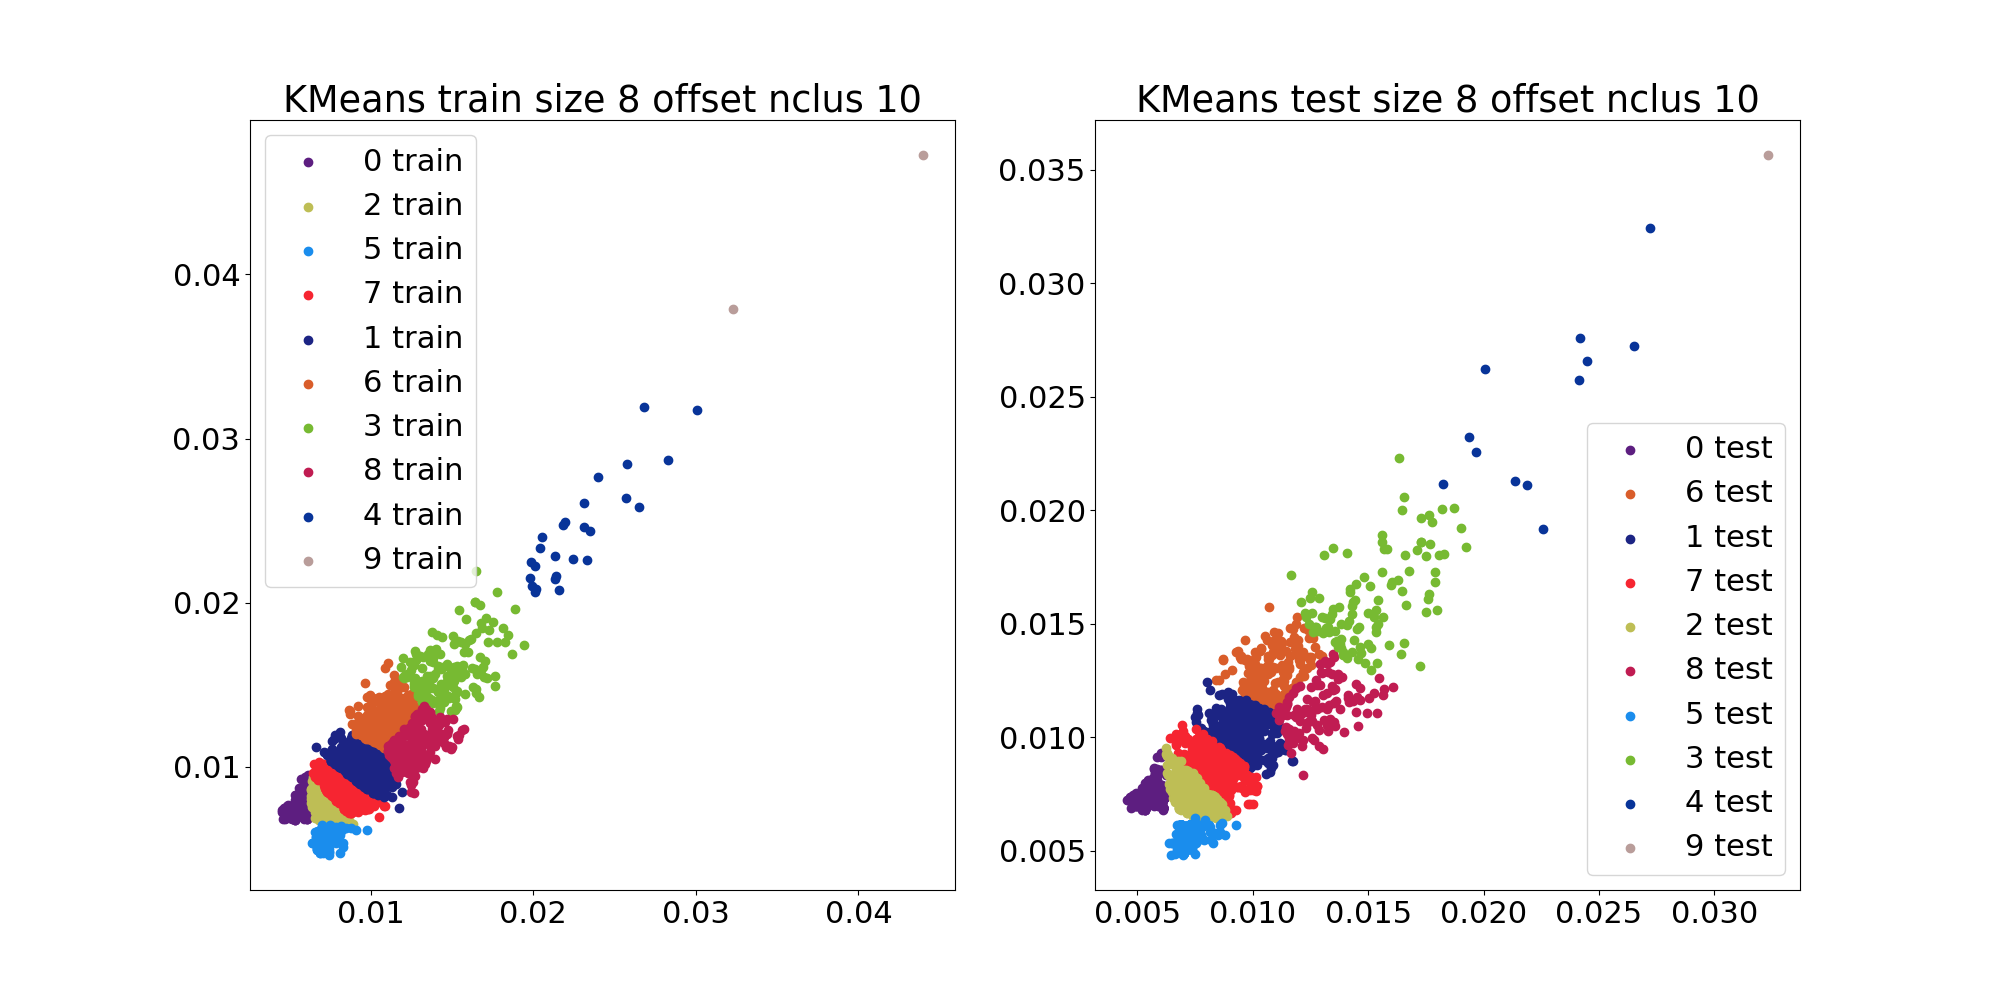 KMeans train size 8 offset nclus 10
0 train
2 train
5 train
7 train
1 train
6 train
3 train
8 train
4 train
9 train
0.04
0.03
0.02
0.01
0.01 0.02 0.03 0.04
KMeans test size 8 offset nclus 10
0.035
0.030
0.025
0.020
0.015
0.010
0.005
0 test
6 test
1 test
7 test
2 test
8 test
5 test
3 test
4 test
9 test
0.005 0.010 0.015 0.020 0.025 0.030